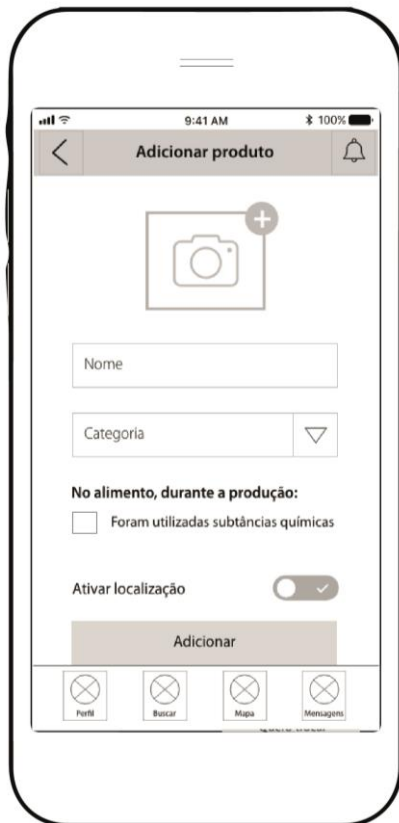 9:41 AM
100%
Adicionar produto
Nome
Categoria
No alimento, durante a produção:
Foram utilizadas subtâncias químicas
Ativar localização
Adicionar
Perfil
Buscar
Mapa
Mensagens